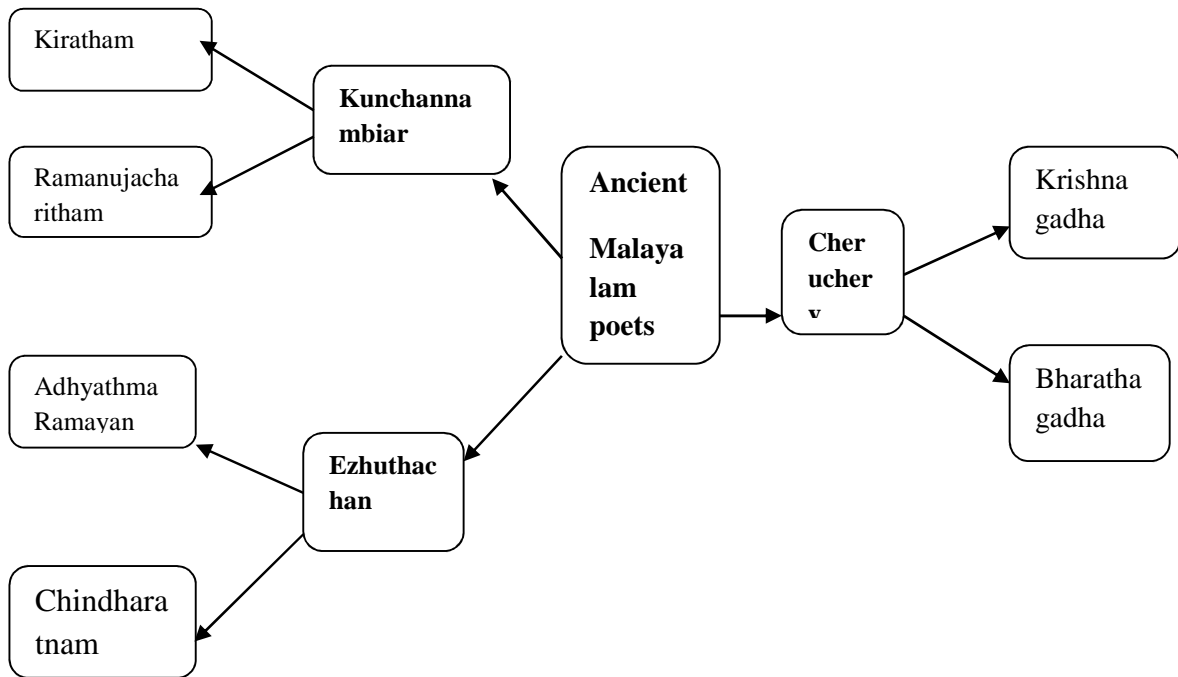 Kiratham
Kunchanna
mbiar
Ramanujacha
ritham
Ancient
Malaya
lam
poets
Cher
ucher
y
Krishna
gadha
Bharatha
gadha
Adhyathma
Ramayan
Ezhuthac
han
Chindhara
tnam